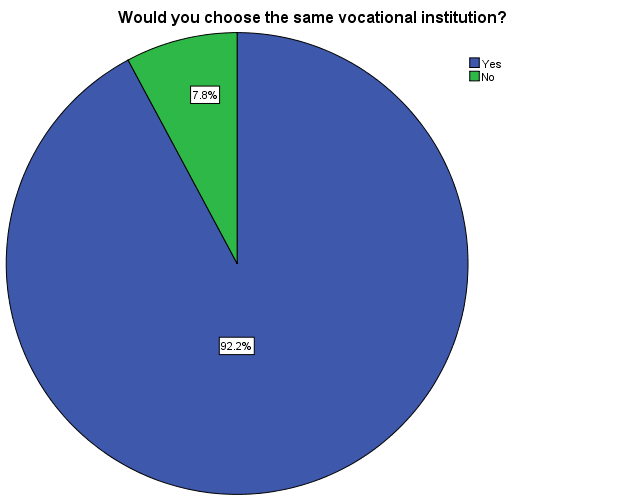 Would you choose the same vocational institution?
Yes
No
7.8%
92.2%